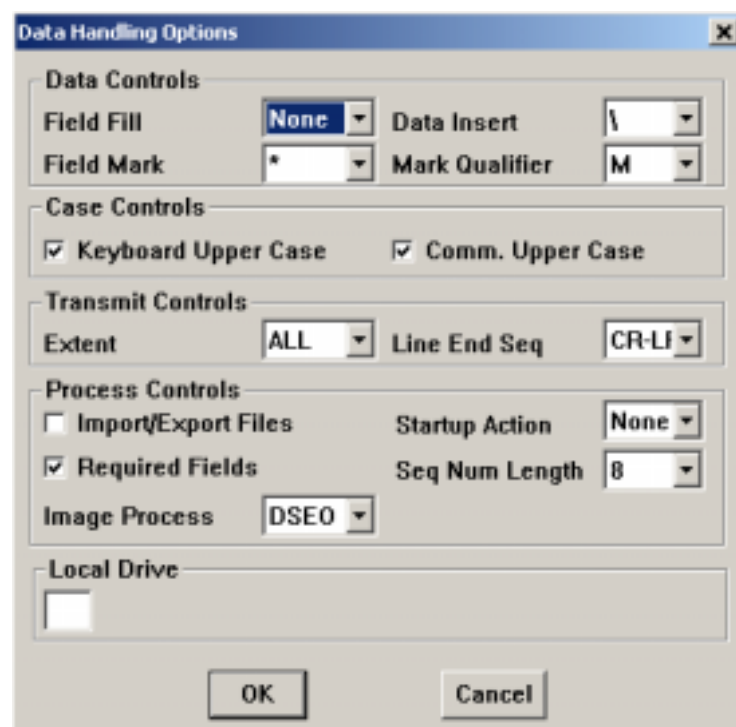 Data Handling Options
Data Controls
Field Fill None Data Insert \
Field Mark * Mark Qualifier M
Case Controls
Keyboard Upper Case Comm. Upper Case
Transmit Controls
Extent ALL Line End Seq CR-LF
Process Controls
Import/Export Files Startup Action None
Required Fields Seq Num Length 8
Image Process DSEO
Local Drive
OK Cancel